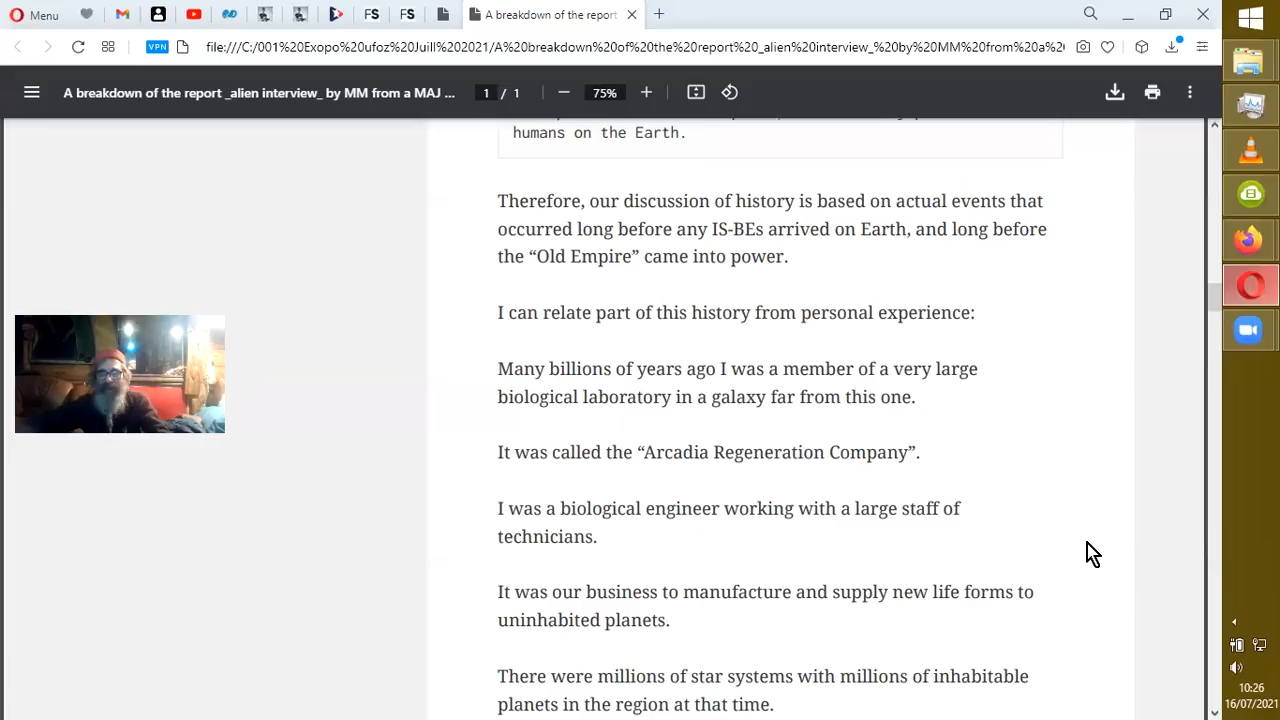 Menu
FS
FS
A breakdown of the report
VPN
file:///C:/001%20Exopo%20ufoz%20Juill%202021/A%20breakdown%20of%20the%20report%20_alien%20interview_%20by%20MM%20from%20a%2(
A breakdown of the report _alien interview_ by MM from a MAJ ...
1 / 1
75%
humans on the Earth.
Therefore, our discussion of history is based on actual events that
occurred long before any IS-BEs arrived on Earth, and long before
the “Old Empire” came into power.
I can relate part of this history from personal experience:
Many billions of years ago I was a member of a very large
biological laboratory in a galaxy far from this one.
It was called the “Arcadia Regeneration Company”.
I was a biological engineer working with a large staff of
technicians.
It was our business to manufacture and supply new life forms to
uninhabited planets.
There were millions of star systems with millions of inhabitable
planets in the region at that time.
10:26
16/07/2021